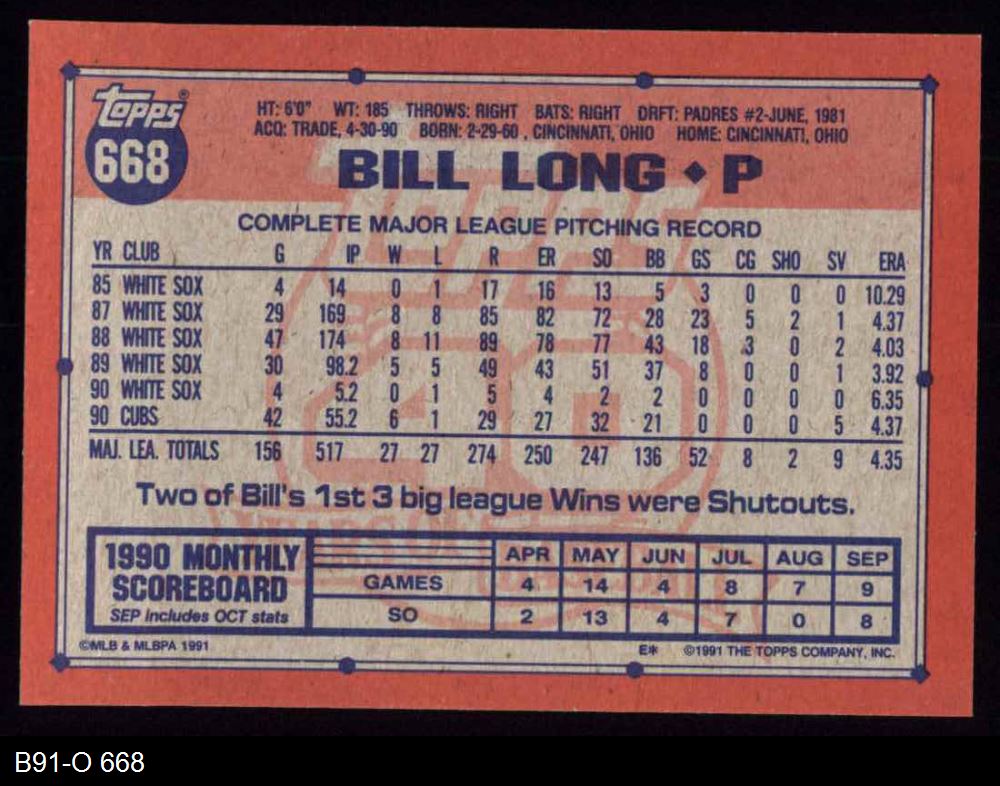 topps®
668
HT: 6'0" WT: 185 THROWS: RIGHT BATS: RIGHT DRFT: PADRES #2-JUNE, 1981
ACQ: TRADE, 4-30-90 BORN: 2-29-60 , CINCINNATI, OHIO HOME: CINCINNATI, OHIO
BILL LONG ◆ P
COMPLETE MAJOR LEAGUE PITCHING RECORD
YR CLUB G IP W L R ER SO BB GS CG SHO SV ERA
85 WHITE SOX 4 14 0 1 17 16 13 5 3 0 0 0 10.29
87 WHITE SOX 29 169 8 8 85 82 72 28 23 5 2 1 4.37
88 WHITE SOX 47 174 8 11 89 78 77 43 18 3 0 2 4.03
89 WHITE SOX 30 98.2 5 5 49 43 51 37 8 0 0 1 3.92
90 WHITE SOX 4 5.2 0 1 5 4 2 2 0 0 0 0 6.35
90 CUBS 42 55.2 6 1 29 27 32 21 0 0 0 5 4.37
MAJ. LEA. TOTALS 156 517 27 27 274 250 247 136 52 8 2 9 4.35
Two of Bill's 1st 3 big league Wins were Shutouts.
1990 MONTHLY SCOREBOARD
SEP includes OCT stats
APR MAY JUN JUL AUG SEP
GAMES 4 14 4 8 7 9
SO 2 13 4 7 0 8
©MLB & MLBPA 1991 E* ©1991 THE TOPPS COMPANY, INC.
B91-O 668